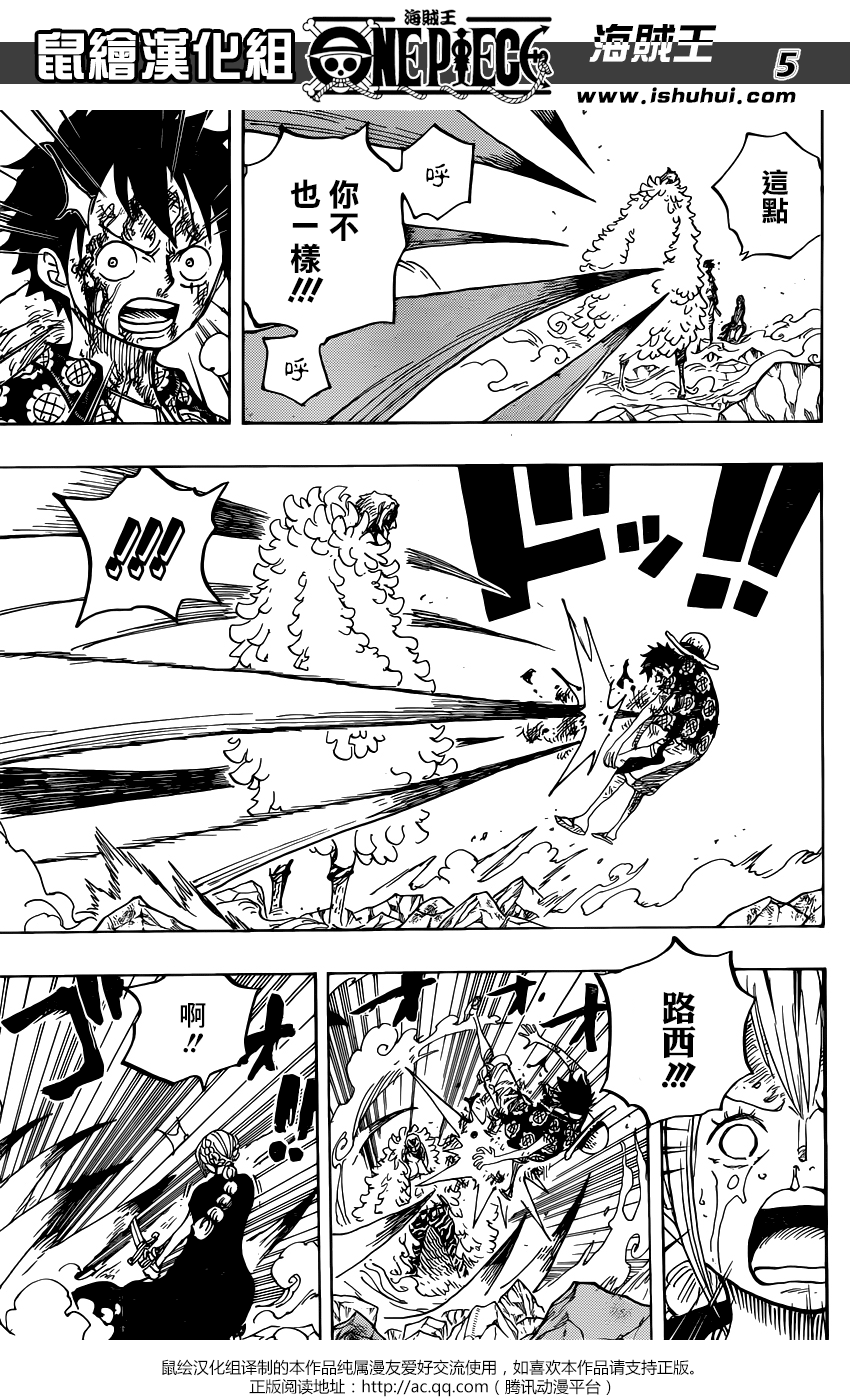 鼠繪漢化組
海賊王
ONE PIECE
海賊王
5
www.ishuhui.com
這點
呼
你不
也一樣!!!
呼
!!!!
ドッ!!
路西!!!
オオ
啊!!
ゴオ!!
鼠绘汉化组译制的本作品纯属漫友爱好交流使用，如喜欢本作品请支持正版。
正版阅读地址：http://ac.qq.com（腾讯动漫平台）